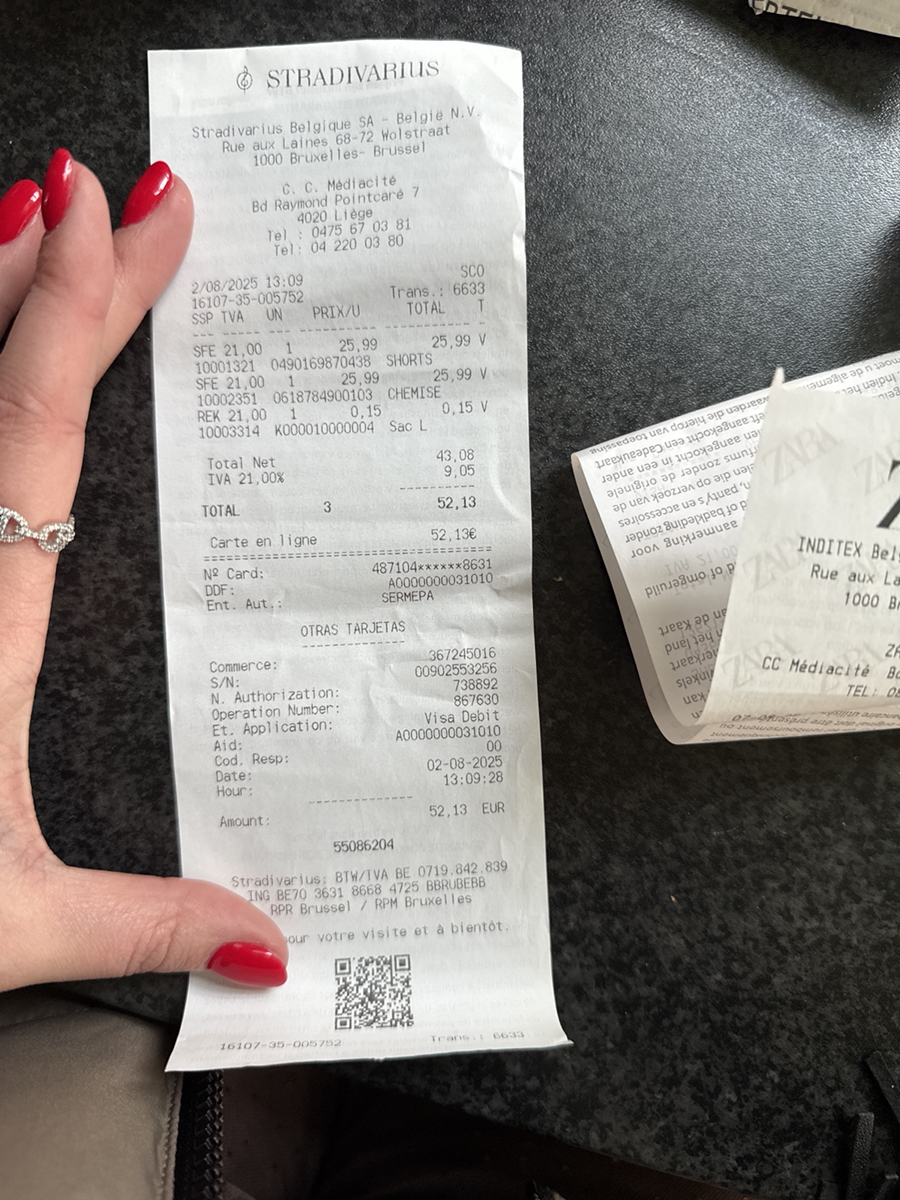 STRADIVARIUS
Stradivarius Belgique SA - België N.V.
Rue aux Laines 68-72 Wolstraat
1000 Bruxelles- Brussel
C. C. Médiacité
Bd Raymond Pointcaré 7
4020 Liège
Tel : 0475 67 03 81
Tel: 04 220 03 80
SCO
2/08/2025 13:09
16107-35-005752 Trans.: 6633
SSP TVA UN PRIX/U TOTAL T
SFE 21,00 1 25,99 25,99 V
10001321 0490169870438 SHORTS
SFE 21,00 1 25,99 25,99 V
10002351 0618784900103 CHEMISE
REK 21,00 1 0,15 0,15 V
10003314 K000010000004 Sac L
Total Net 43,08
IVA 21,00% 9,05
TOTAL 3 52,13
Carte en ligne 52,13€
Nº Card: 487104******8631
DDF: A0000000031010
Ent. Aut.: SERMEPA
OTRAS TARJETAS
Commerce: 367245016
S/N: 00902553256
N. Authorization: 738892
Operation Number: 867630
Et. Application: Visa Debit
Aid: A0000000031010
Cod. Resp: 00
Date: 02-08-2025
Hour: 13:09:28
Amount: 52,13 EUR
55086204
Stradivarius: BTW/TVA BE 0719.842.839
ING BE70 3631 8668 4725 BBRUBEBB
RPR Brussel / RPM Bruxelles
pour votre visite et à bientôt.
16107-35-005752 Trans.: 6633
ZARA
INDITEX Bel
Rue aux La
1000 B
CC Médiacité
TEL: